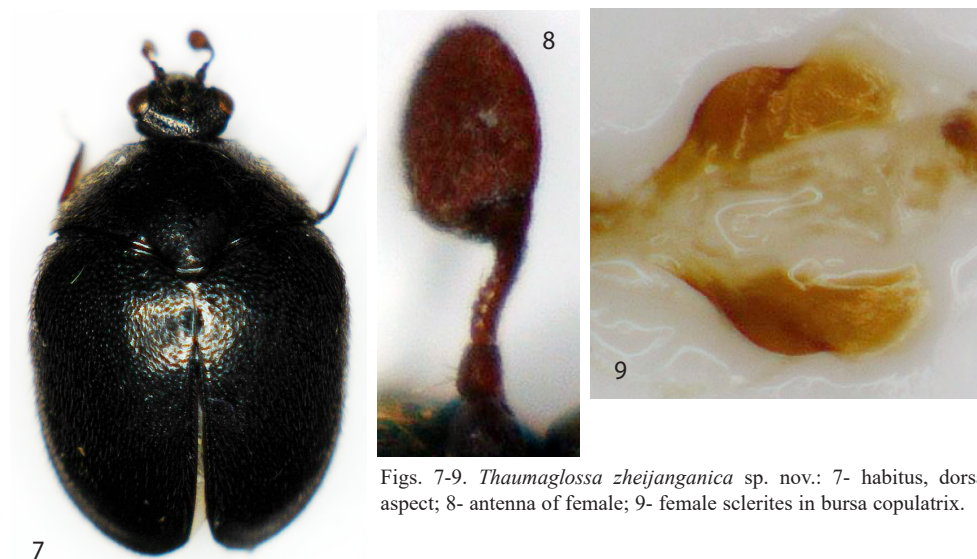 8
9
7
Figs. 7-9. Thaumaglossa zheijanganica sp. nov.: 7- habitus, dorsa
aspect; 8- antenna of female; 9- female sclerites in bursa copulatrix.